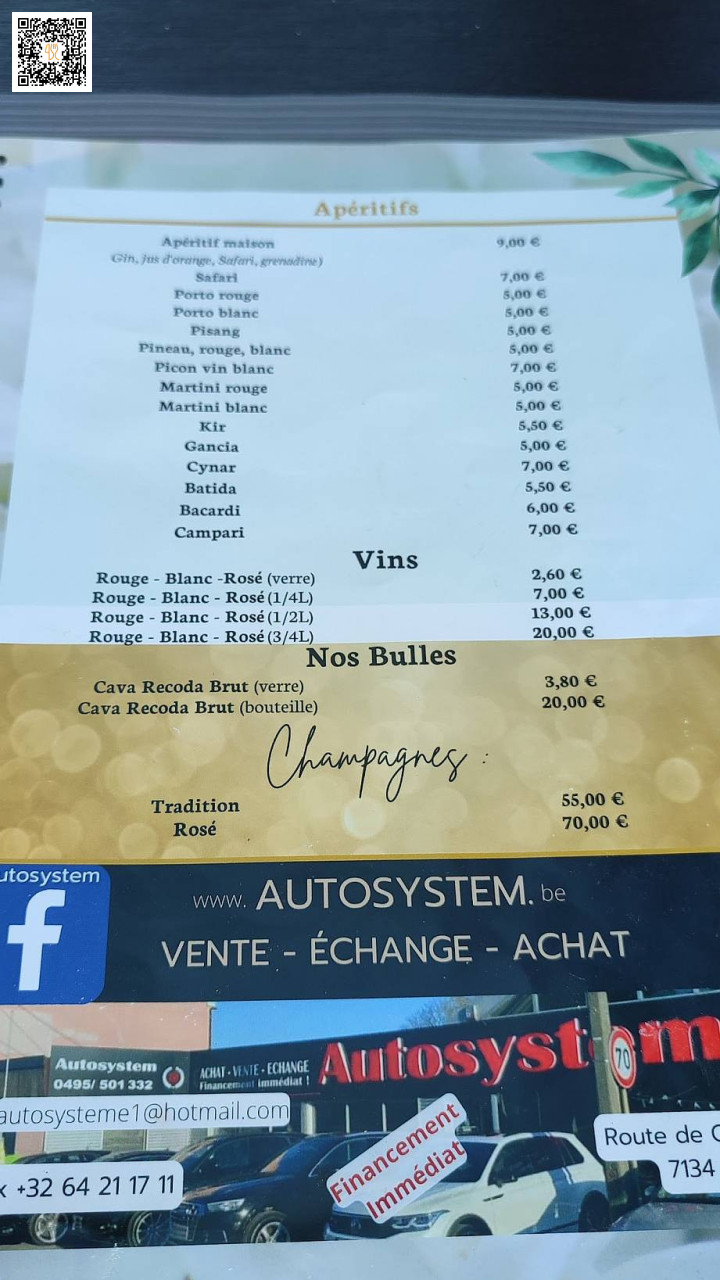 Apéritifs
Apéritif maison 9,00 €
(Gin, jus d'orange, Safari, grenadine)
Safari 7,00 €
Porto rouge 5,00 €
Porto blanc 5,00 €
Pisang 5,00 €
Pineau, rouge, blanc 5,00 €
Picon vin blanc 7,00 €
Martini rouge 5,00 €
Martini blanc 5,00 €
Kir 5,50 €
Gancia 5,00 €
Cynar 7,00 €
Batida 5,50 €
Bacardi 6,00 €
Campari 7,00 €
Vins
Rouge - Blanc -Rosé (verre) 2,60 €
Rouge - Blanc - Rosé (1/4L) 7,00 €
Rouge - Blanc - Rosé (1/2L) 13,00 €
Rouge - Blanc - Rosé (3/4L) 20,00 €
Nos Bulles
Cava Recoda Brut (verre) 3,80 €
Cava Recoda Brut (bouteille) 20,00 €
Champagnes :
Tradition 55,00 €
Rosé 70,00 €
utosystem
f
www. AUTOSYSTEM. be
VENTE - ÉCHANGE - ACHAT
Autosystem
0495/ 501 332
ACHAT - VENTE - ECHANGE
Financement immédiat !
Autosystem
70
autosysteme1@hotmail.com
Financement
Immédiat
Route de
7134
x +32 64 21 17 11